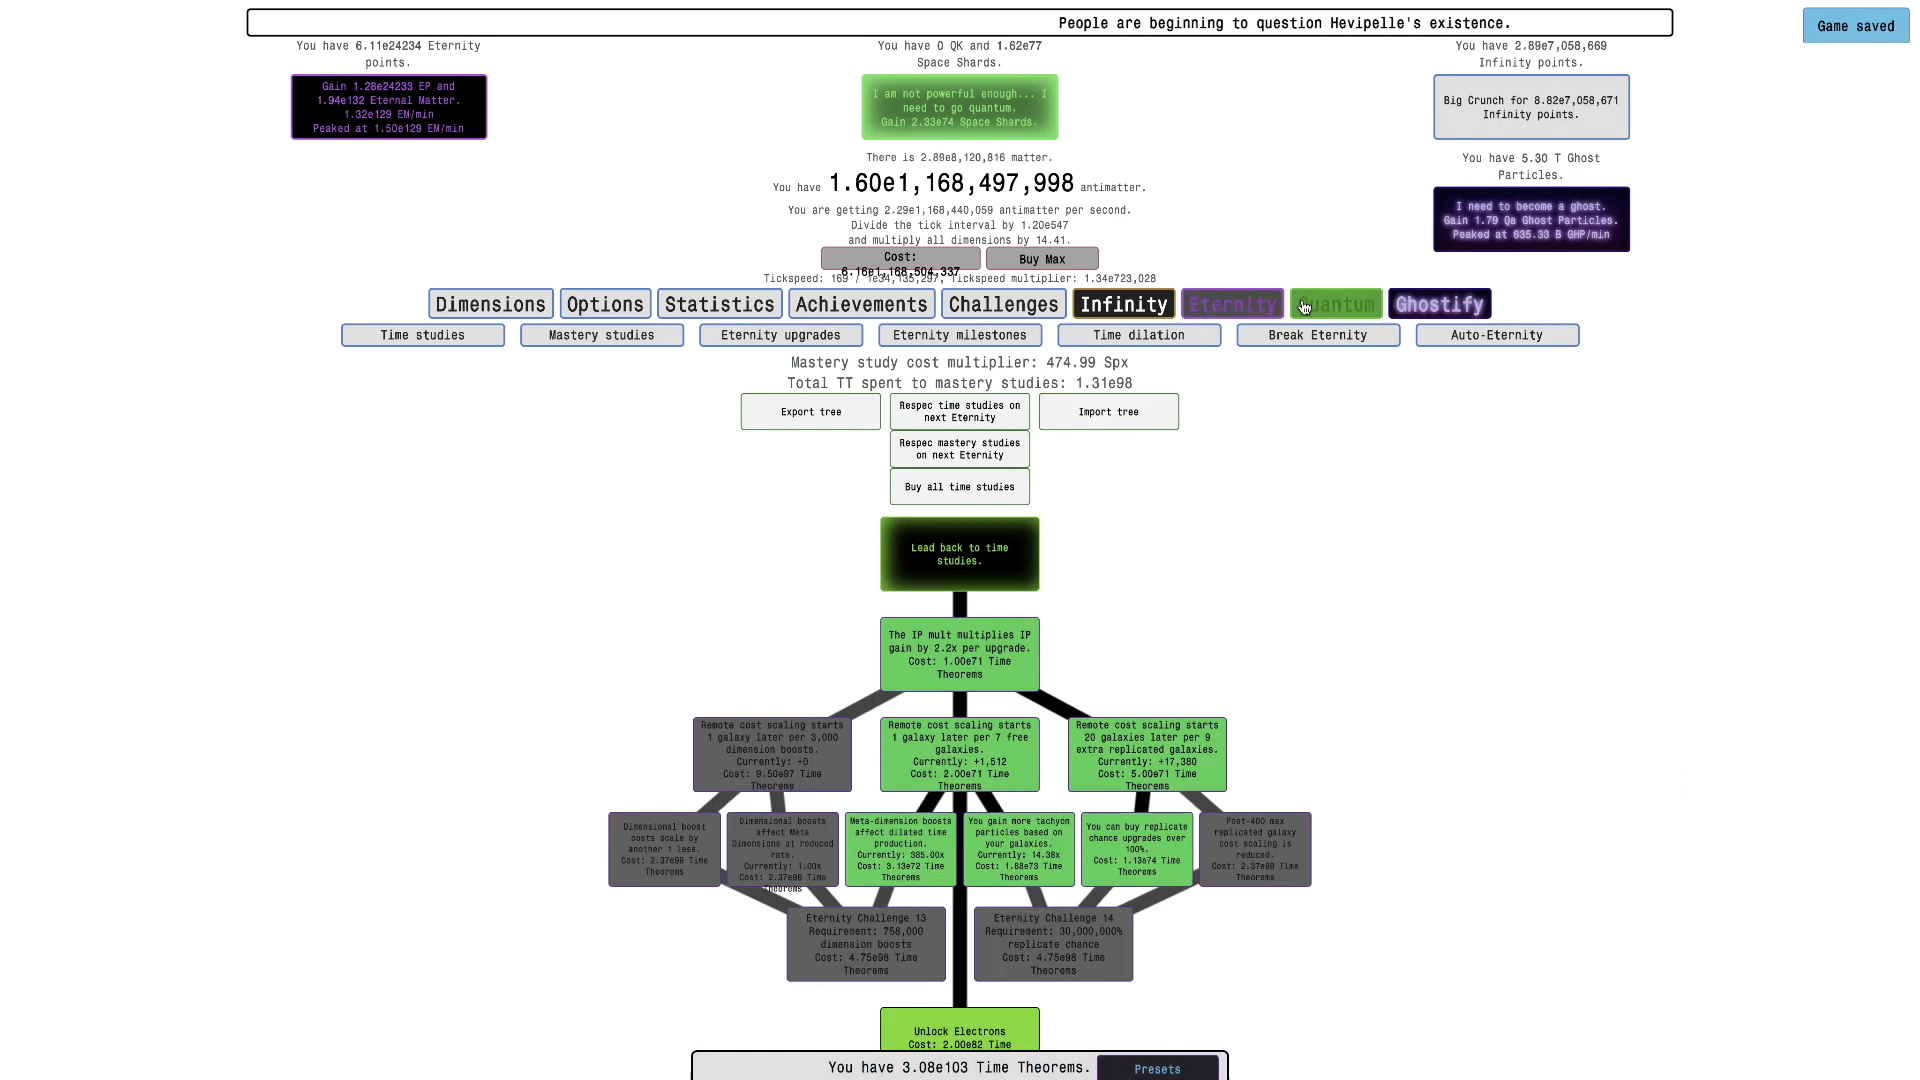 People are beginning to question Hevipelle's existence.
Game saved
You have 6.11e24234 Eternity
points.
Gain 1.28e24233 EP and
1.94e132 Eternal Matter.
1.32e129 EM/min
Peaked at 1.50e129 EM/min
You have 0 QK and 1.62e77
Space Shards.
I am not powerful enough... I
need to go quantum.
Gain 2.33e74 Space Shards.
You have 2.89e7,058,669
Infinity points.
Big Crunch for 8.82e7,058,671
Infinity points.
You have 5.30 T Ghost
Particles.
I need to become a ghost.
Gain 1.79 Qa Ghost Particles.
Peaked at 635.33 B GHP/min
There is 2.89e8,120,816 matter.
You have 1.60e1,168,497,998 antimatter.
You are getting 2.29e1,168,440,059 antimatter per second.
Divide the tick interval by 1.20e547
and multiply all dimensions by 14.41.
Cost:
6.16e1,168,504,337
Buy Max
Tickspeed: 169 / 1e34,135,297, Tickspeed multiplier: 1.34e723,028
Dimensions
Options
Statistics
Achievements
Challenges
Infinity
Eternity
Quantum
Ghostify
Time studies
Mastery studies
Eternity upgrades
Eternity milestones
Time dilation
Break Eternity
Auto-Eternity
Mastery study cost multiplier: 474.99 Spx
Total TT spent to mastery studies: 1.31e98
Export tree
Respec time studies on
next Eternity
Import tree
Respec mastery studies
on next Eternity
Buy all time studies
Lead back to time
studies.
The IP mult multiplies IP
gain by 2.2x per upgrade.
Cost: 1.00e71 Time
Theorems
Remote cost scaling starts
1 galaxy later per 3,000
dimension boosts.
Currently: +0
Cost: 9.50e97 Time
Theorems
Remote cost scaling starts
1 galaxy later per 7 free
galaxies.
Currently: +1,512
Cost: 2.00e71 Time
Theorems
Remote cost scaling starts
20 galaxies later per 9
extra replicated galaxies.
Currently: +17,380
Cost: 5.00e71 Time
Theorems
Dimensional boost
costs scale by
another 1 less.
Cost: 2.37e98 Time
Theorems
Dimensional boosts
affect Meta
Dimensions at reduced
rate.
Currently: 1.00x
Cost: 2.37e98 Time
Theorems
Meta-dimension boosts
affect dilated time
production.
Currently: 385.00x
Cost: 3.13e72 Time
Theorems
You gain more tachyon
particles based on
your galaxies.
Currently: 14.38x
Cost: 1.88e73 Time
Theorems
You can buy replicate
chance upgrades over
100%.
Cost: 1.13e74 Time
Theorems
Post-400 max
replicated galaxy
cost scaling is
reduced.
Cost: 2.37e98 Time
Theorems
Eternity Challenge 13
Requirement: 758,000
dimension boosts
Cost: 4.75e98 Time
Theorems
Eternity Challenge 14
Requirement: 30,000,000%
replicate chance
Cost: 4.75e98 Time
Theorems
Unlock Electrons
Cost: 2.00e82 Time
You have 3.08e103 Time Theorems.
Presets